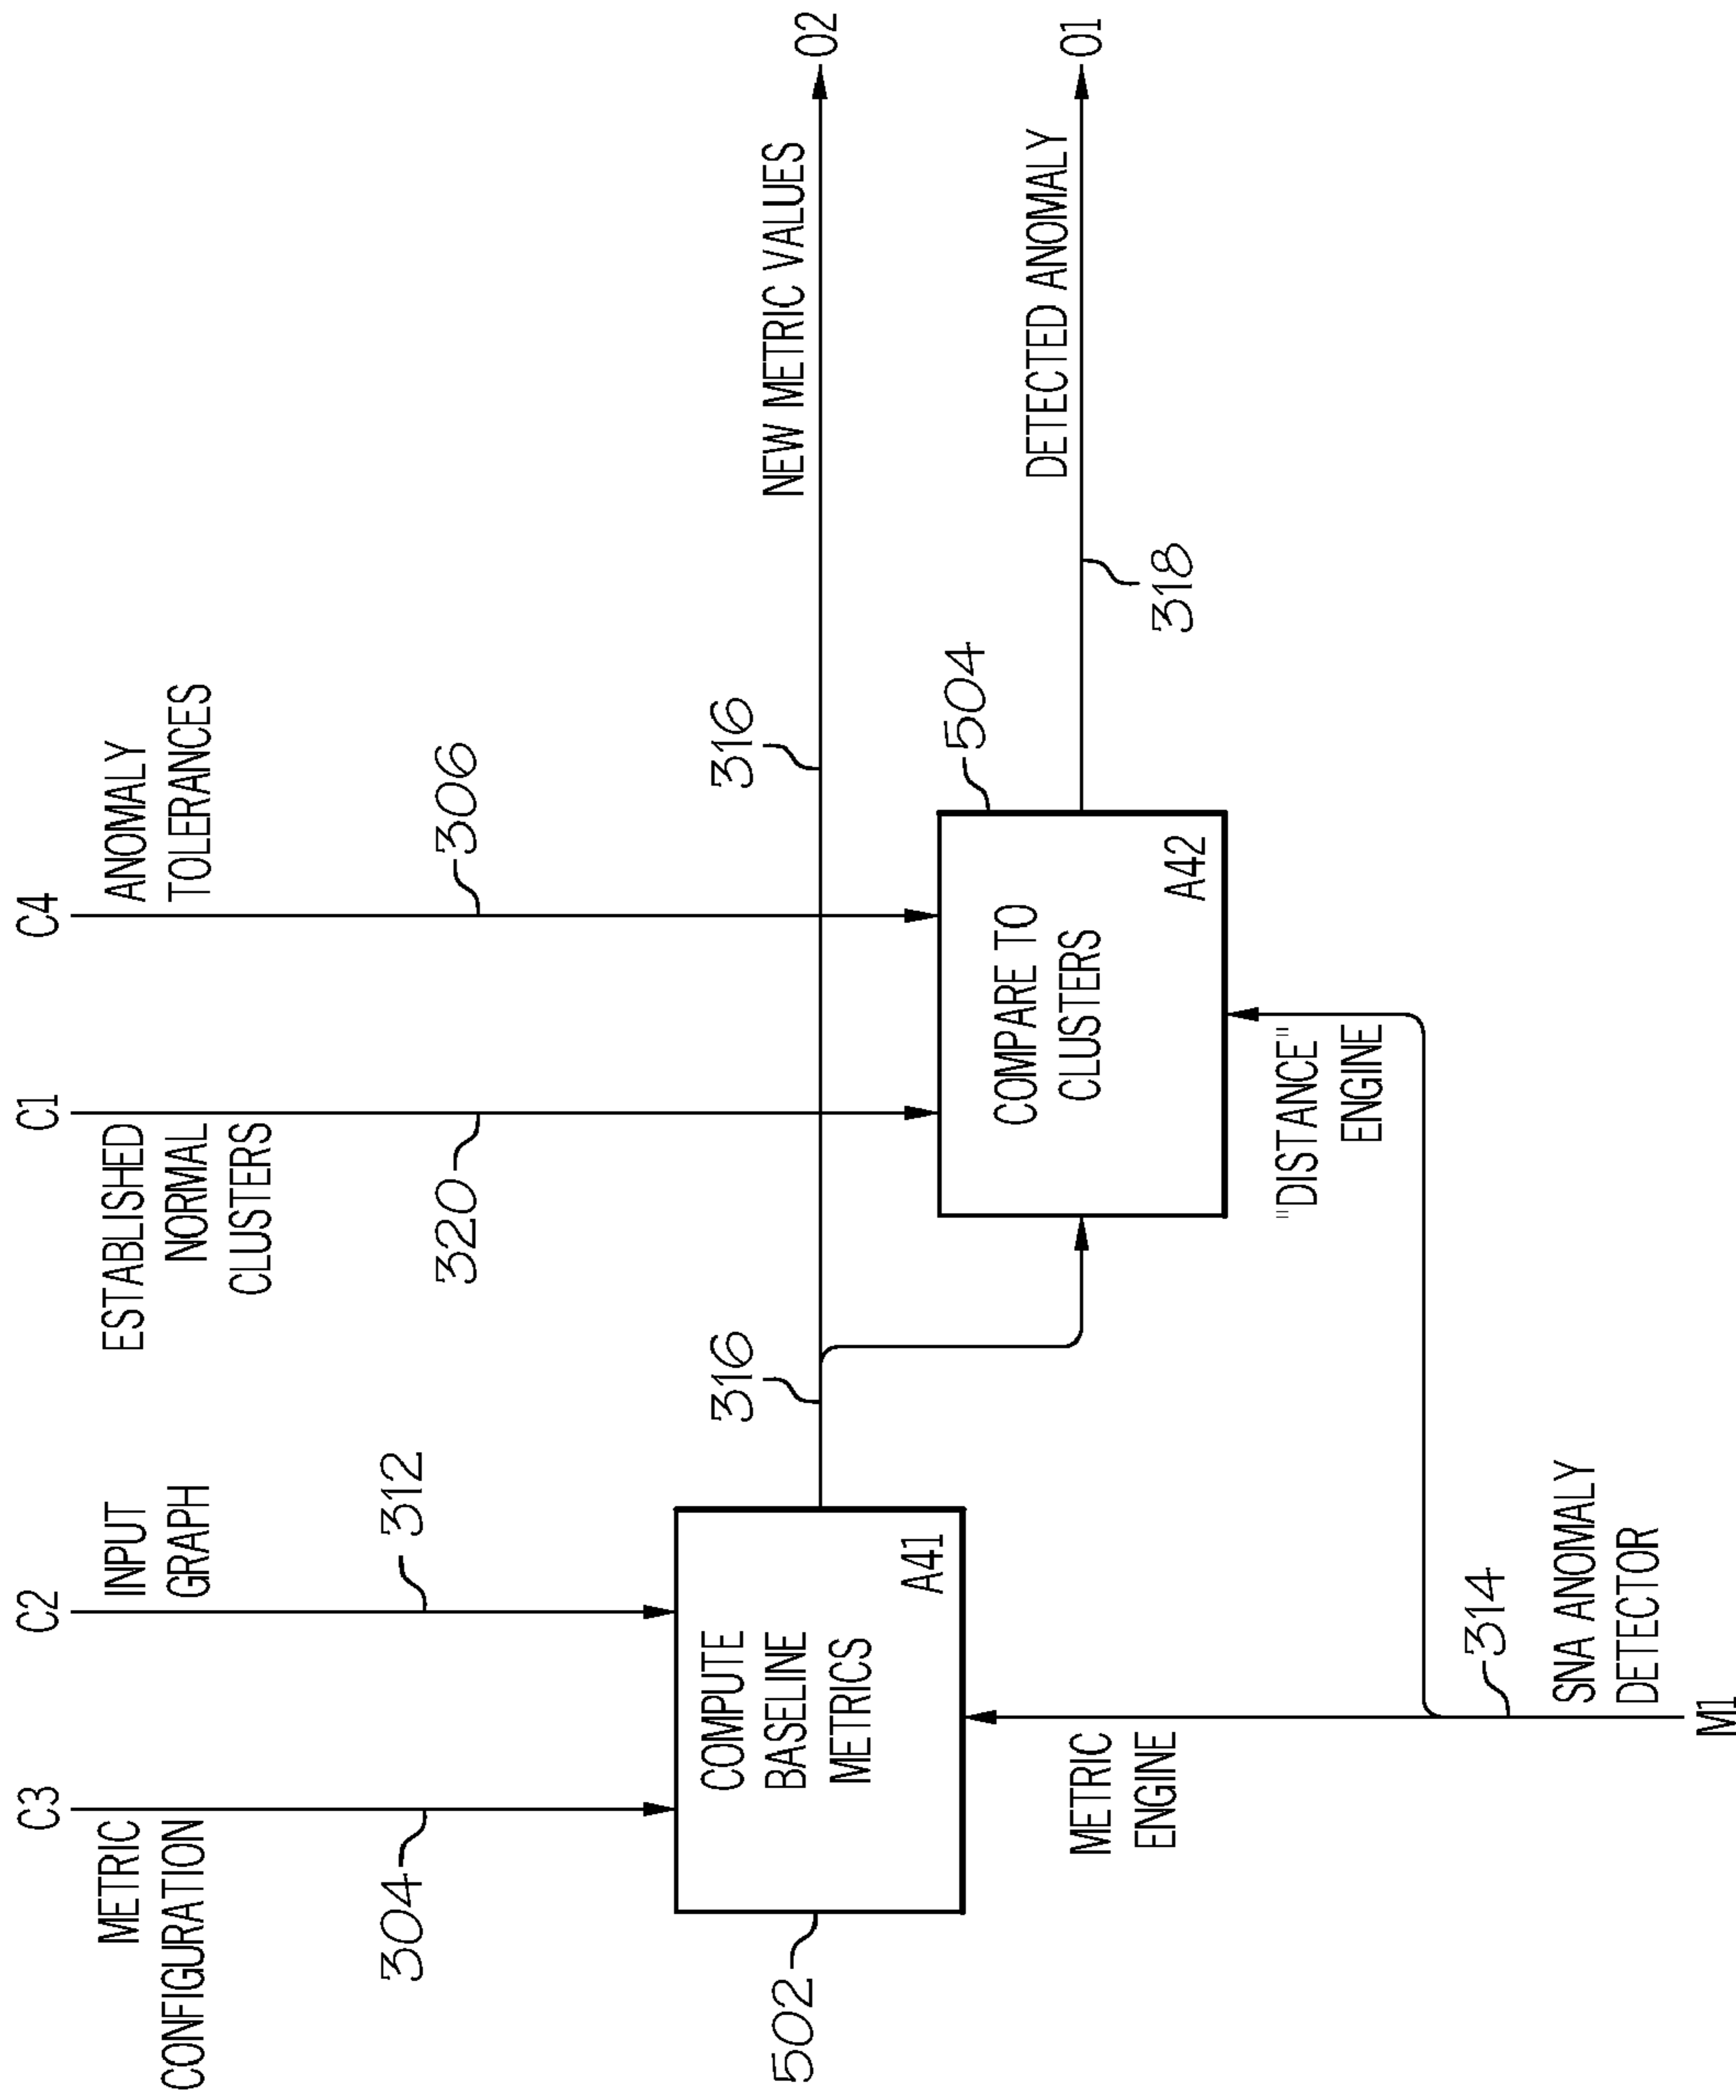 C3
METRIC
CONFIGURATION
304
C2
INPUT
GRAPH
312
C1
ESTABLISHED
NORMAL
CLUSTERS
320
C4
ANOMALY
TOLERANCES
306
502
COMPUTE
BASELINE
METRICS
A41
316
316
NEW METRIC VALUES
O2
504
COMPARE TO
CLUSTERS
A42
318
DETECTED ANOMALY
O1
METRIC
ENGINE
"DISTANCE"
ENGINE
314
SNA ANOMALY
DETECTOR
M1